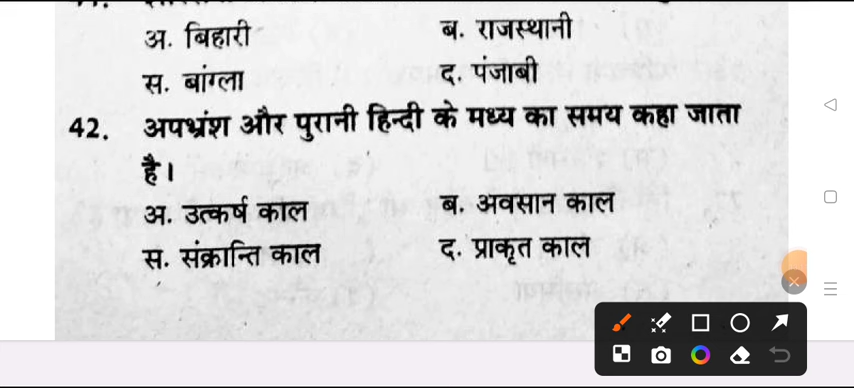 अ. बिहारी
ब. राजस्थानी
स. बांग्ला
द. पंजाबी
42. अपभ्रंश और पुरानी हिन्दी के मध्य का समय कहा जाता
है।
अ. उत्कर्ष काल
ब. अवसान काल
स. संक्रान्ति काल
द. प्राकृत काल